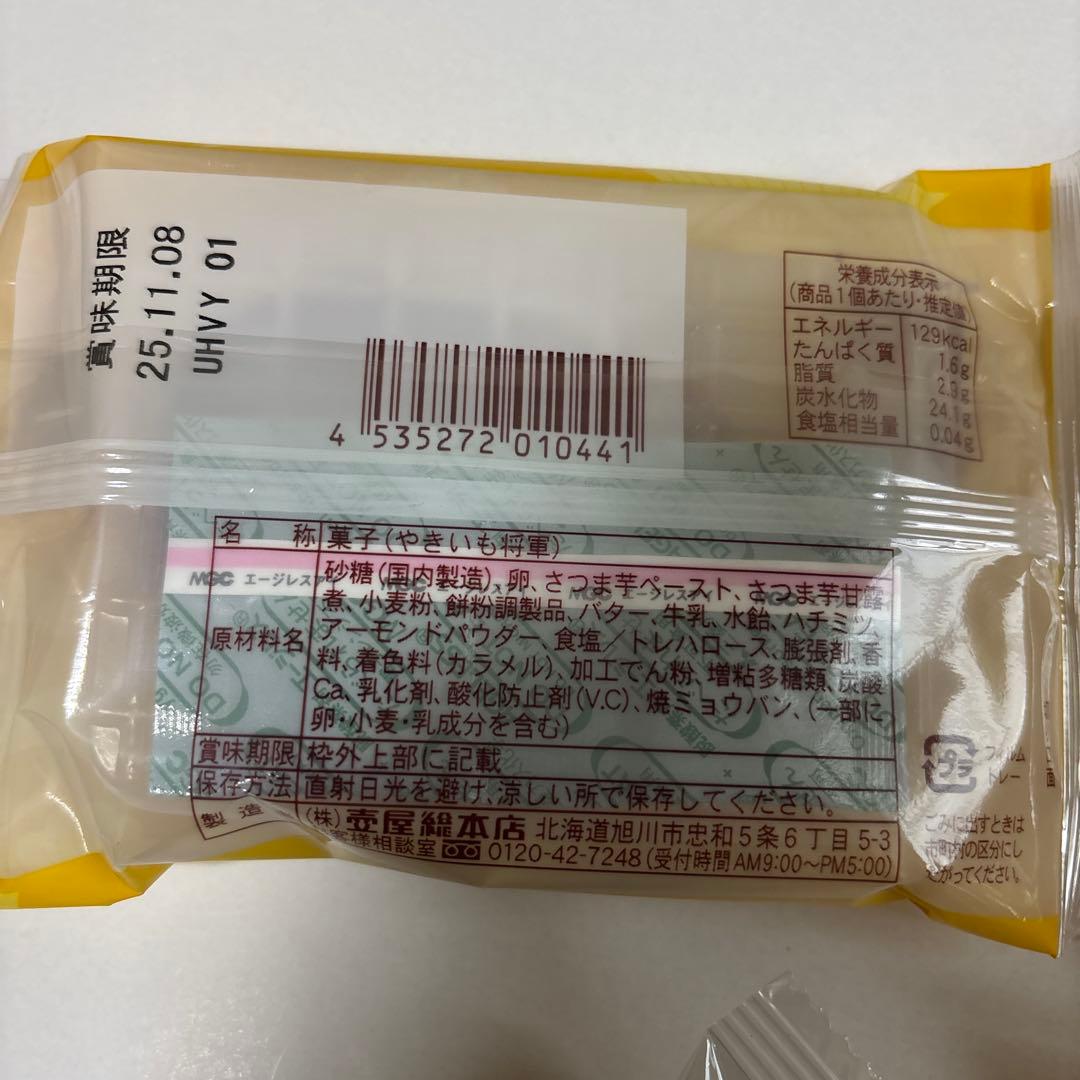 賞味期限
25.11.08
UHVY 01
4 535272 010441
栄養成分表示
(商品1個あたり・推定値)
エネルギー 129kcal
たんぱく質 1.6g
脂質 2.3g
炭水化物 24.1g
食塩相当量 0.04g
名 称 菓子(やきいも将軍)
原材料名 砂糖(国内製造)、卵、さつま芋ペースト、さつま芋甘露
煮、小麦粉、餅粉調製品、バター、牛乳、水飴、ハチミツ、
アーモンドパウダー、食塩/トレハロース、膨張剤、香
料、着色料(カラメル)、加工でん粉、増粘多糖類、炭酸
Ca、乳化剤、酸化防止剤(V.C)、焼ミョウバン、(一部に
卵・小麦・乳成分を含む)
賞味期限 枠外上部に記載
保存方法 直射日光を避け、涼しい所で保存してください。
製造 (株)壺屋総本店 北海道旭川市忠和5条6丁目5-3
客様相談室 0120-42-7248(受付時間AM9:00~PM5:00)
MGC エージレス
プラ
トレー
ごみに出すときは
市町村の区分にし
たがってください。